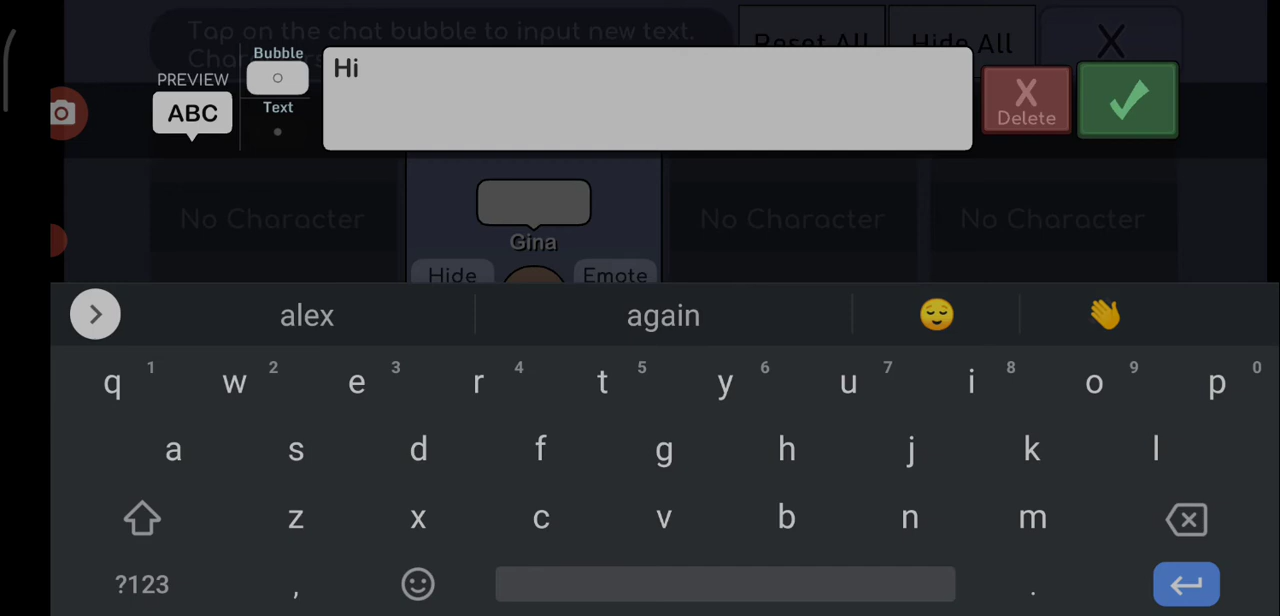 Tap on the chat bubble to input new text.
Reset All
Hide All
X
Bubble
Hi
PREVIEW
ABC
Text
X
Delete
No Character
Gina
No Character
No Character
Hide
Emote
alex
again
q 1 w 2 e 3 r 4 t 5 y 6 u 7 i 8 o 9 p 0
a s d f g h j k l
z x c v b n m
?123 , .